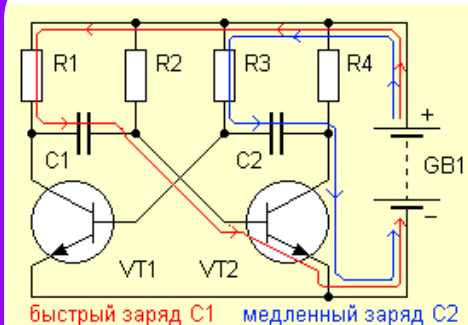 R1 R2 R3 R4
+
C1 C2 GB1
−
VT1 VT2
быстрый заряд C1 медленный заряд C2